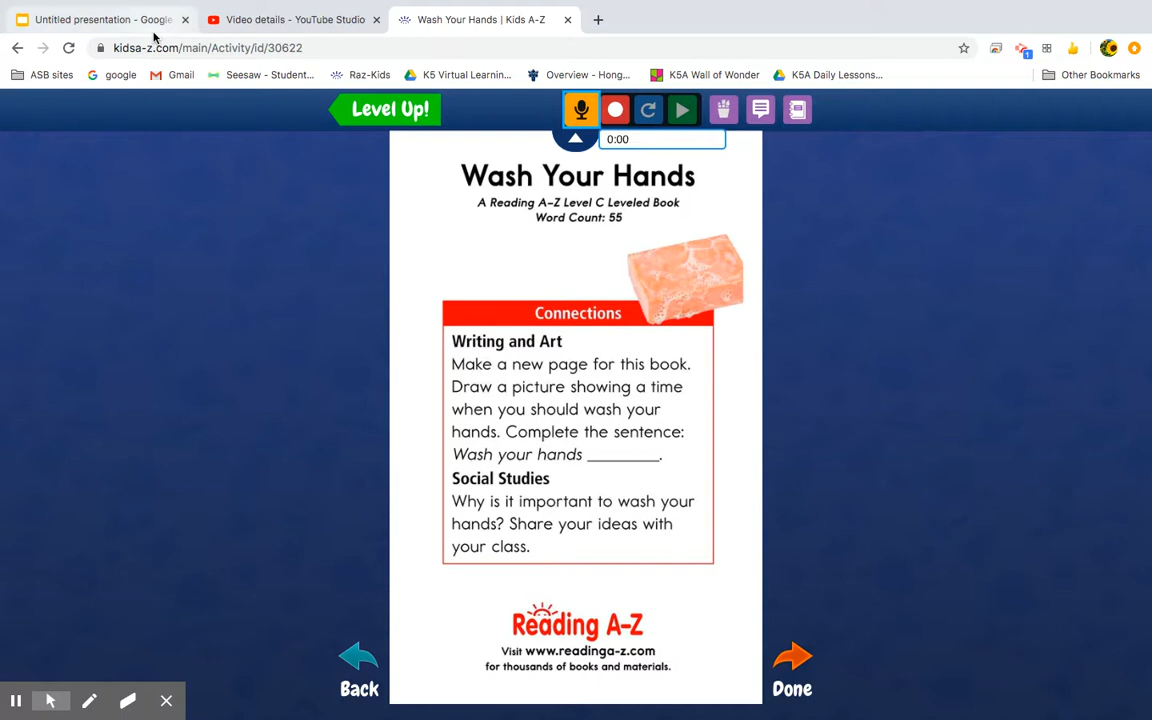 Untitled presentation - Google
Video details - YouTube Studio
Wash Your Hands | Kids A-Z
kidsa-z.com/main/Activity/id/30622
1
ASB sites
google
Gmail
Seesaw - Student...
Raz-Kids
K5 Virtual Learnin...
Overview - Hong...
K5A Wall of Wonder
K5A Daily Lessons...
Other Bookmarks
Level Up!
0:00
Wash Your Hands
A Reading A–Z Level C Leveled Book
Word Count: 55
Connections
Writing and Art
Make a new page for this book.
Draw a picture showing a time
when you should wash your
hands. Complete the sentence:
Wash your hands ________.
Social Studies
Why is it important to wash your
hands? Share your ideas with
your class.
Reading A-Z
Visit www.readinga-z.com
for thousands of books and materials.
Back
Done